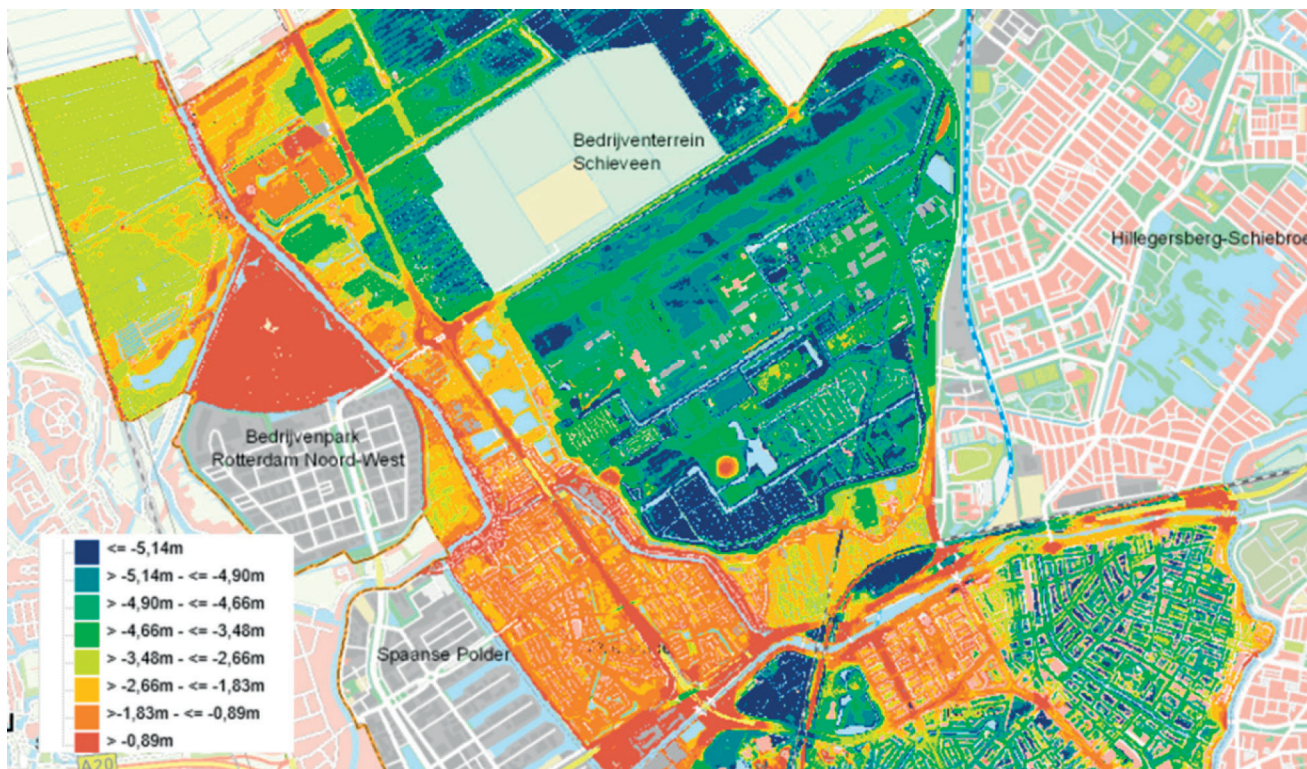 Bedrijventerrein
Schieveen
Hillegersberg-Schiebroe
Bedrijvenpark
Rotterdam Noord-West
Spaanse Polder
<= -5,14m
> -5,14m - <= -4,90m
> -4,90m - <= -4,66m
> -4,66m - <= -3,48m
> -3,48m - <= -2,66m
> -2,66m - <= -1,83m
>-1,83m - <= -0,89m
> -0,89m
A20